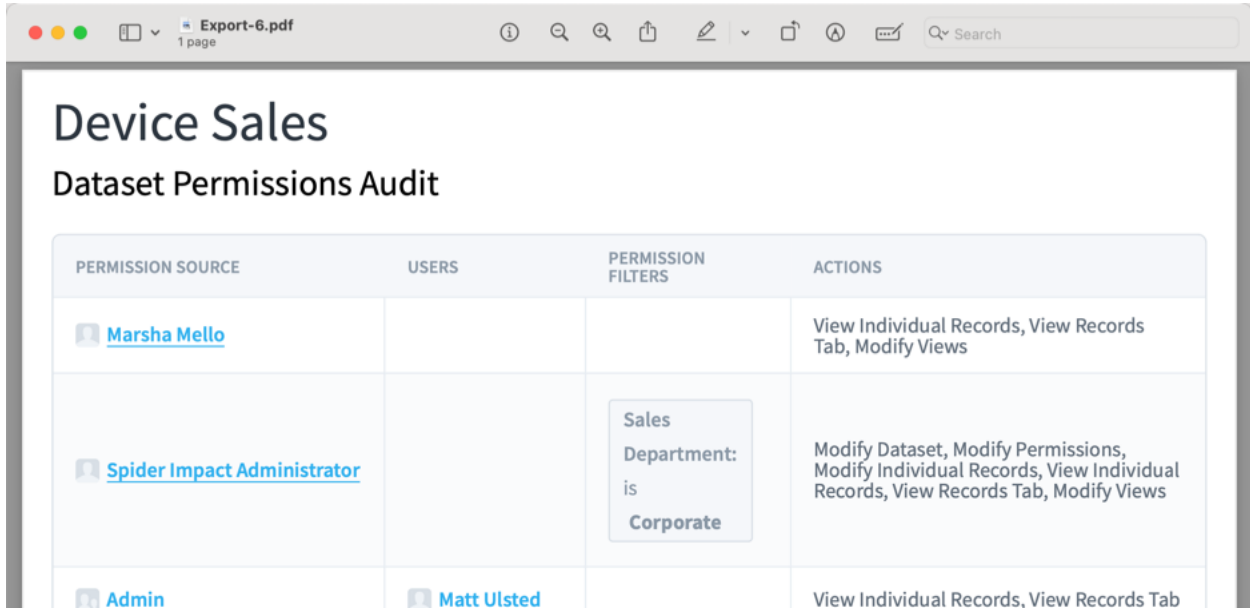 Export-6.pdf
1 page
Search
Device Sales
Dataset Permissions Audit
PERMISSION SOURCE
USERS
PERMISSION
FILTERS
ACTIONS
Marsha Mello
View Individual Records, View Records
Tab, Modify Views
Spider Impact Administrator
Sales
Department:
is
Corporate
Modify Dataset, Modify Permissions,
Modify Individual Records, View Individual
Records, View Records Tab, Modify Views
Admin
Matt Ulsted
View Individual Records, View Records Tab